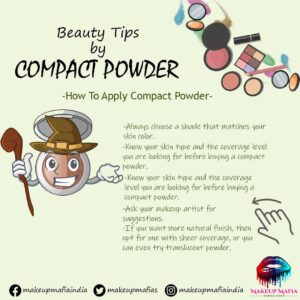 Beauty Tips
by
COMPACT POWDER
-How To Apply Compact Powder-
-Always choose a shade that matches your
skin color.
-Know your skin type and the coverage level
you are looking for before buying a compact
powder.
-Know your skin type and the coverage
level you are looking for before buying a
compact powder.
-Ask your makeup artist for
suggestions.
-If you want more natural finish, then
opt for one with sheer coverage, or you
can even try translucent powder.
makeupmafiaindia
makeupmafias
makeupmafiaindia
MAKEUP MAFIA